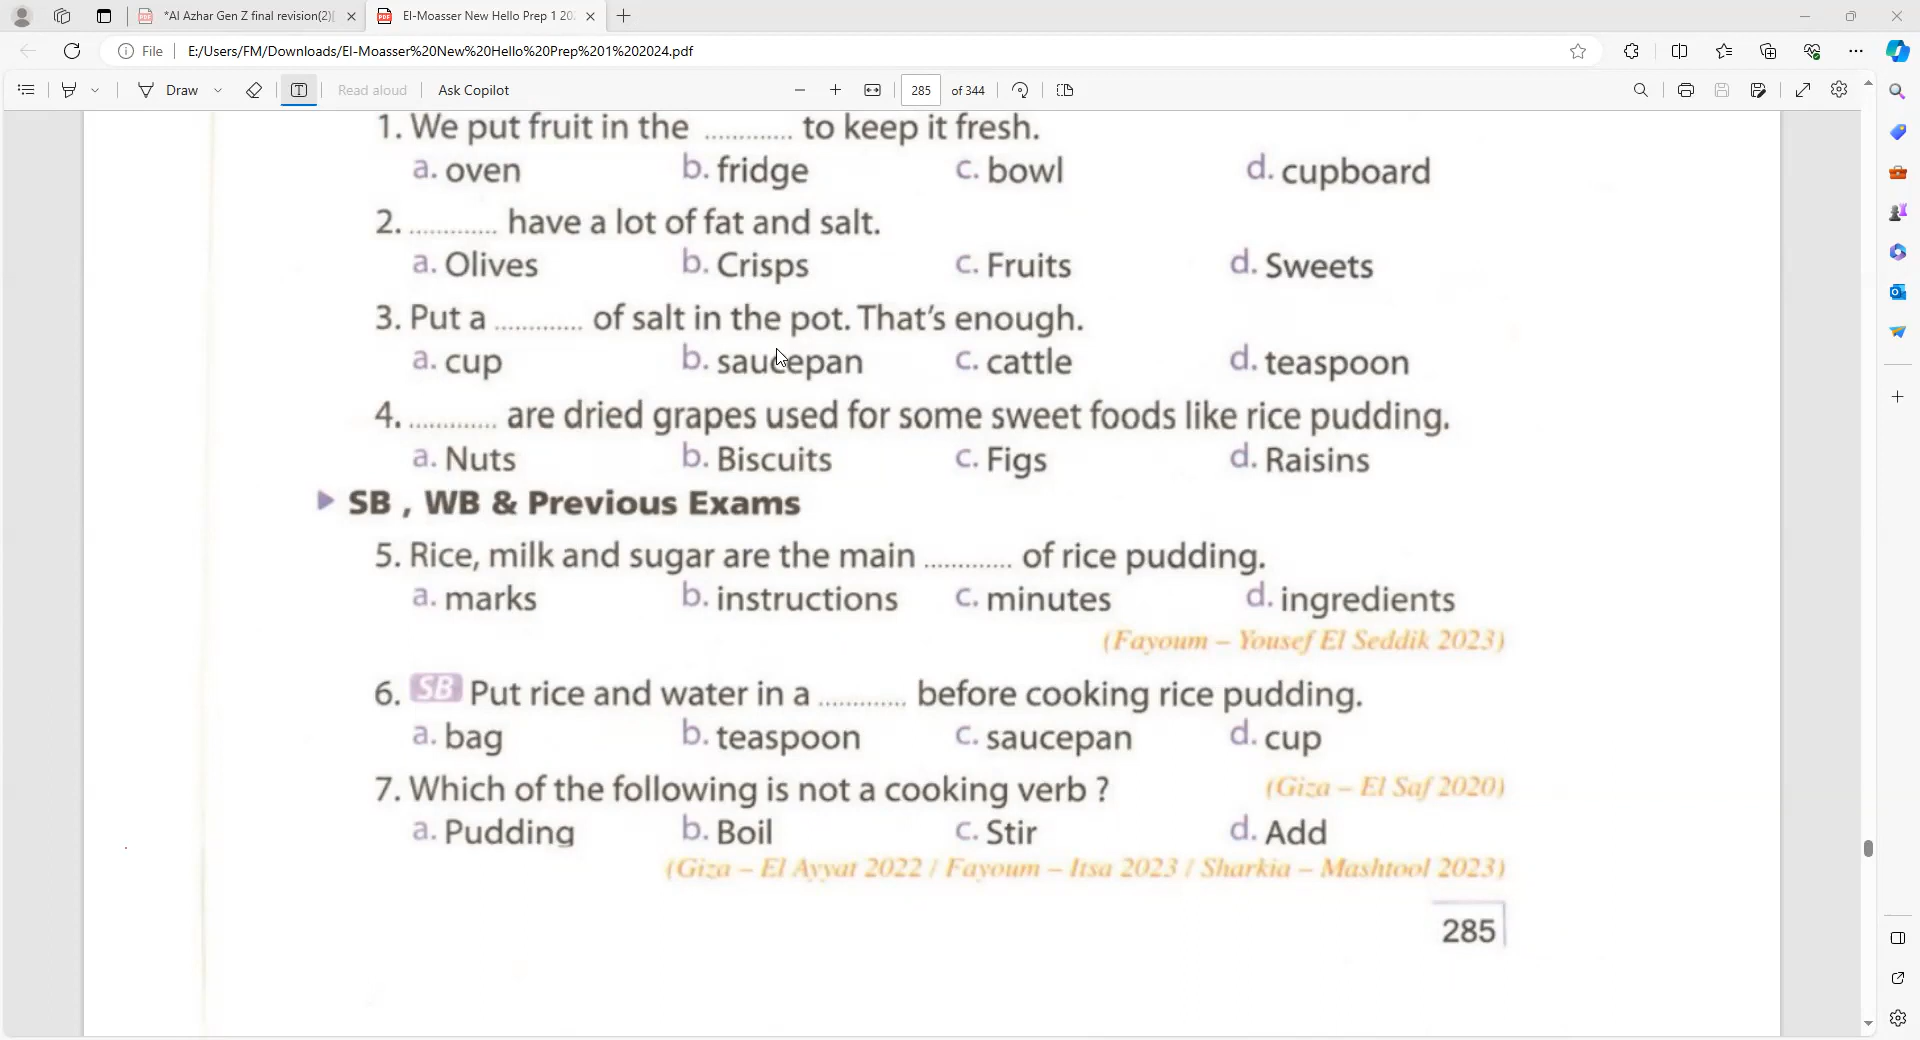 *Al Azhar Gen Z final revision(2)(
El-Moasser New Hello Prep 1 20
File
E:/Users/FM/Downloads/El-Moasser%20New%20Hello%20Prep%201%202024.pdf
Draw
Read aloud
Ask Copilot
285 of 344
1. We put fruit in the ............. to keep it fresh.
a. oven b. fridge c. bowl d. cupboard
2. ............. have a lot of fat and salt.
a. Olives b. Crisps c. Fruits d. Sweets
3. Put a ............. of salt in the pot. That's enough.
a. cup b. saucepan c. cattle d. teaspoon
4. ............. are dried grapes used for some sweet foods like rice pudding.
a. Nuts b. Biscuits c. Figs d. Raisins
SB , WB & Previous Exams
5. Rice, milk and sugar are the main ............. of rice pudding.
a. marks b. instructions c. minutes d. ingredients
(Fayoum – Yousef El Seddik 2023)
6. SB Put rice and water in a ............. before cooking rice pudding.
a. bag b. teaspoon c. saucepan d. cup
7. Which of the following is not a cooking verb ? (Giza – El Saf 2020)
a. Pudding b. Boil c. Stir d. Add
(Giza – El Ayyat 2022 / Fayoum – Itsa 2023 / Sharkia – Mashtool 2023)
285